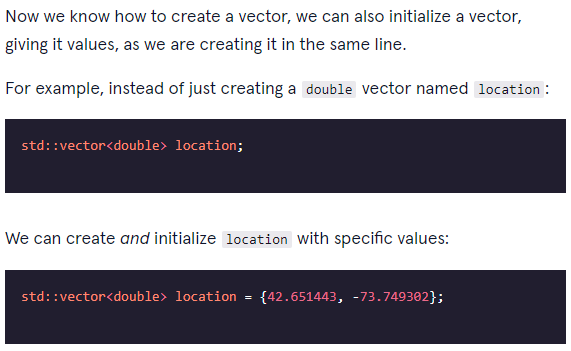 Now we know how to create a vector, we can also initialize a vector,
giving it values, as we are creating it in the same line.
For example, instead of just creating a double vector named location:
std::vector<double> location;
We can create and initialize location with specific values:
std::vector<double> location = {42.651443, -73.749302};